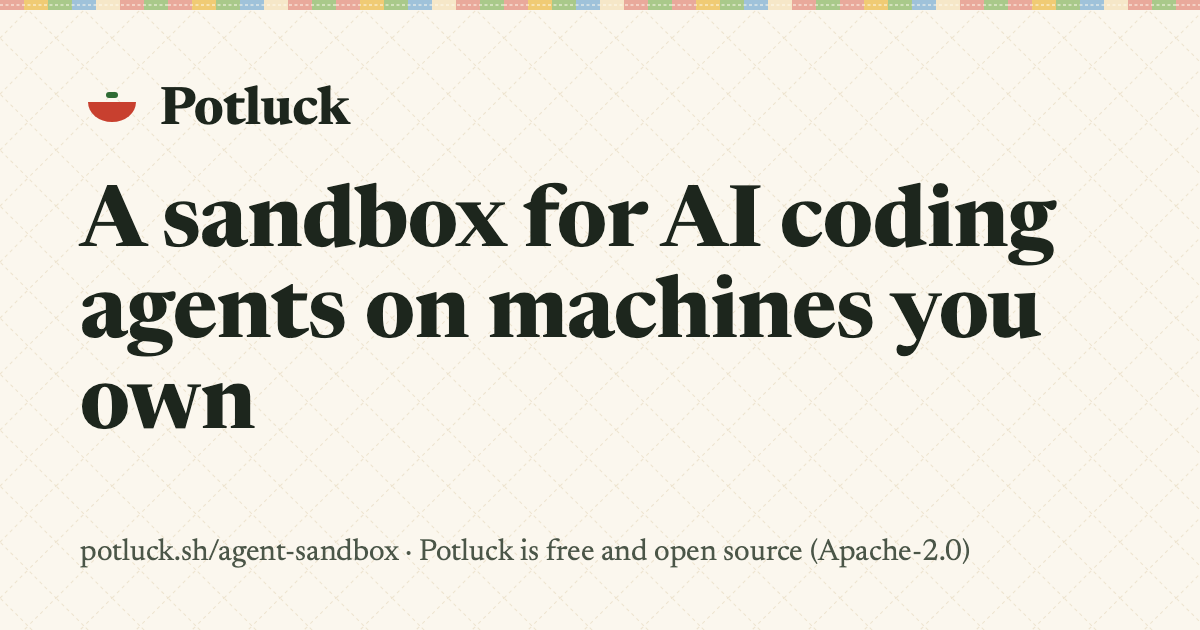 Potluck
A sandbox for AI coding
agents on machines you
own
potluck.sh/agent-sandbox · Potluck is free and open source (Apache-2.0)